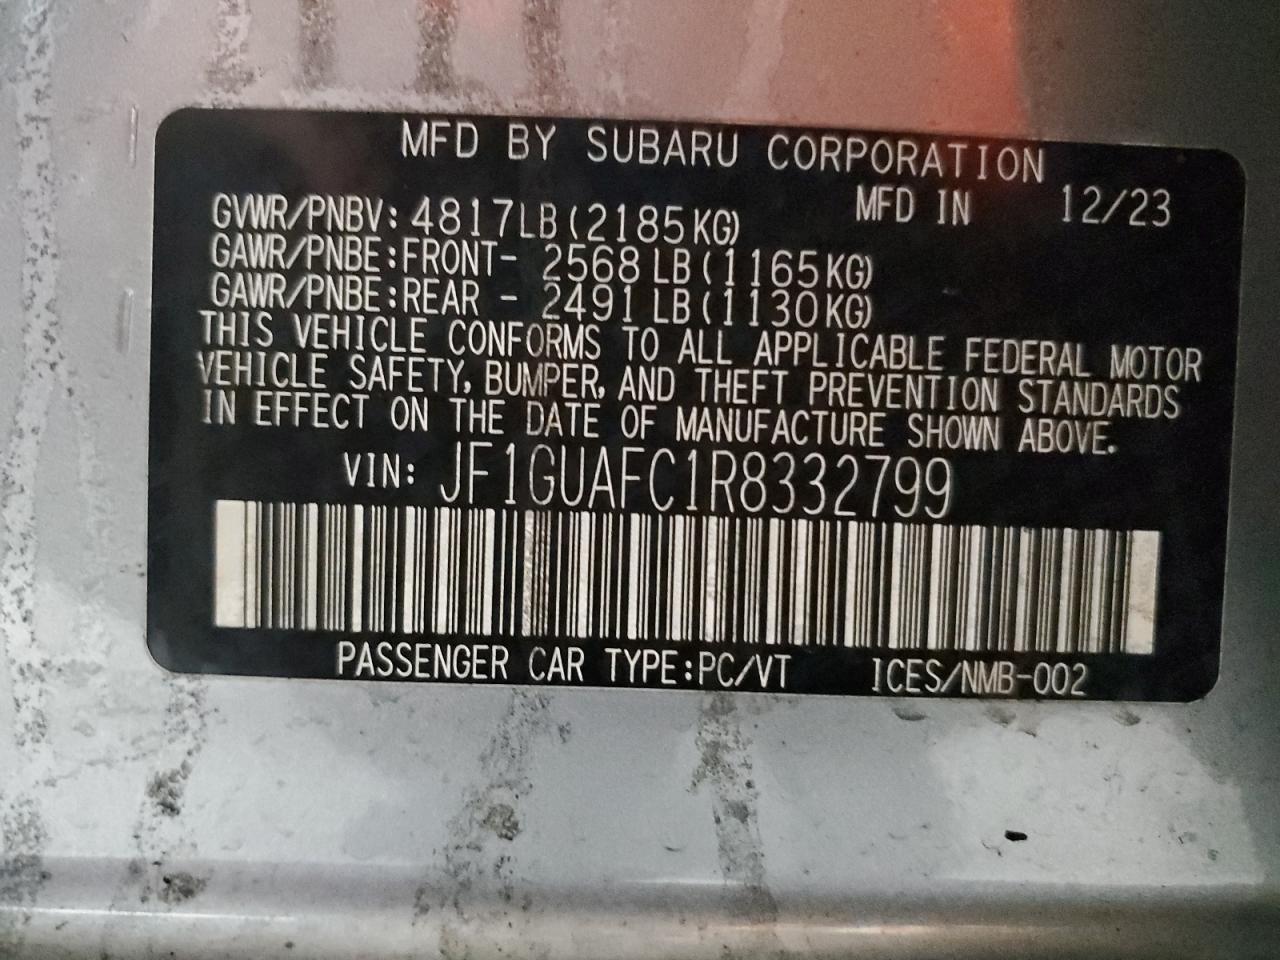 MFD BY SUBARU CORPORATION
MFD IN 12/23
GVWR/PNBV: 4817LB (2185KG)
GAWR/PNBE:FRONT- 2568 LB (1165KG)
GAWR/PNBE:REAR - 2491 LB (1130KG)
THIS VEHICLE CONFORMS TO ALL APPLICABLE FEDERAL MOTOR
VEHICLE SAFETY, BUMPER, AND THEFT PREVENTION STANDARDS
IN EFFECT ON THE DATE OF MANUFACTURE SHOWN ABOVE.
VIN: JF1GUAFC1R8332799
PASSENGER CAR TYPE:PC/VT ICES/NMB-002